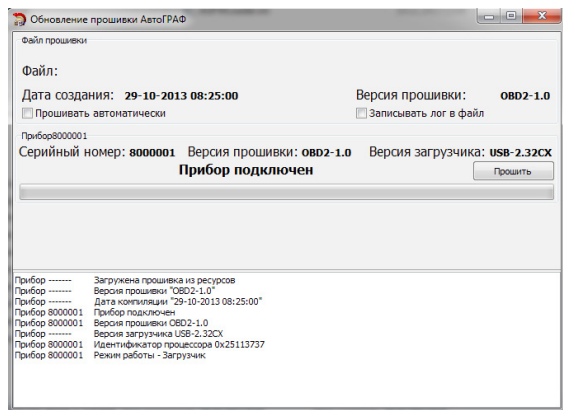 Обновление прошивки АвтоГРАФ
Файл прошивки
Файл:
Дата создания: 29-10-2013 08:25:00 Версия прошивки: OBD2-1.0
Прошивать автоматически Записывать лог в файл
Прибор8000001
Серийный номер: 8000001 Версия прошивки: OBD2-1.0 Версия загрузчика: USB-2.32CX
Прибор подключен Прошить
Прибор ------- Загружена прошивка из ресурсов
Прибор ------- Версия прошивки "OBD2-1.0"
Прибор ------- Дата компиляции "29-10-2013 08:25:00"
Прибор 8000001 Прибор подключен
Прибор 8000001 Версия прошивки OBD2-1.0
Прибор ------- Версия загрузчика USB-2.32CX
Прибор 8000001 Идентификатор процессора 0x25113737
Прибор 8000001 Режим работы - Загрузчик